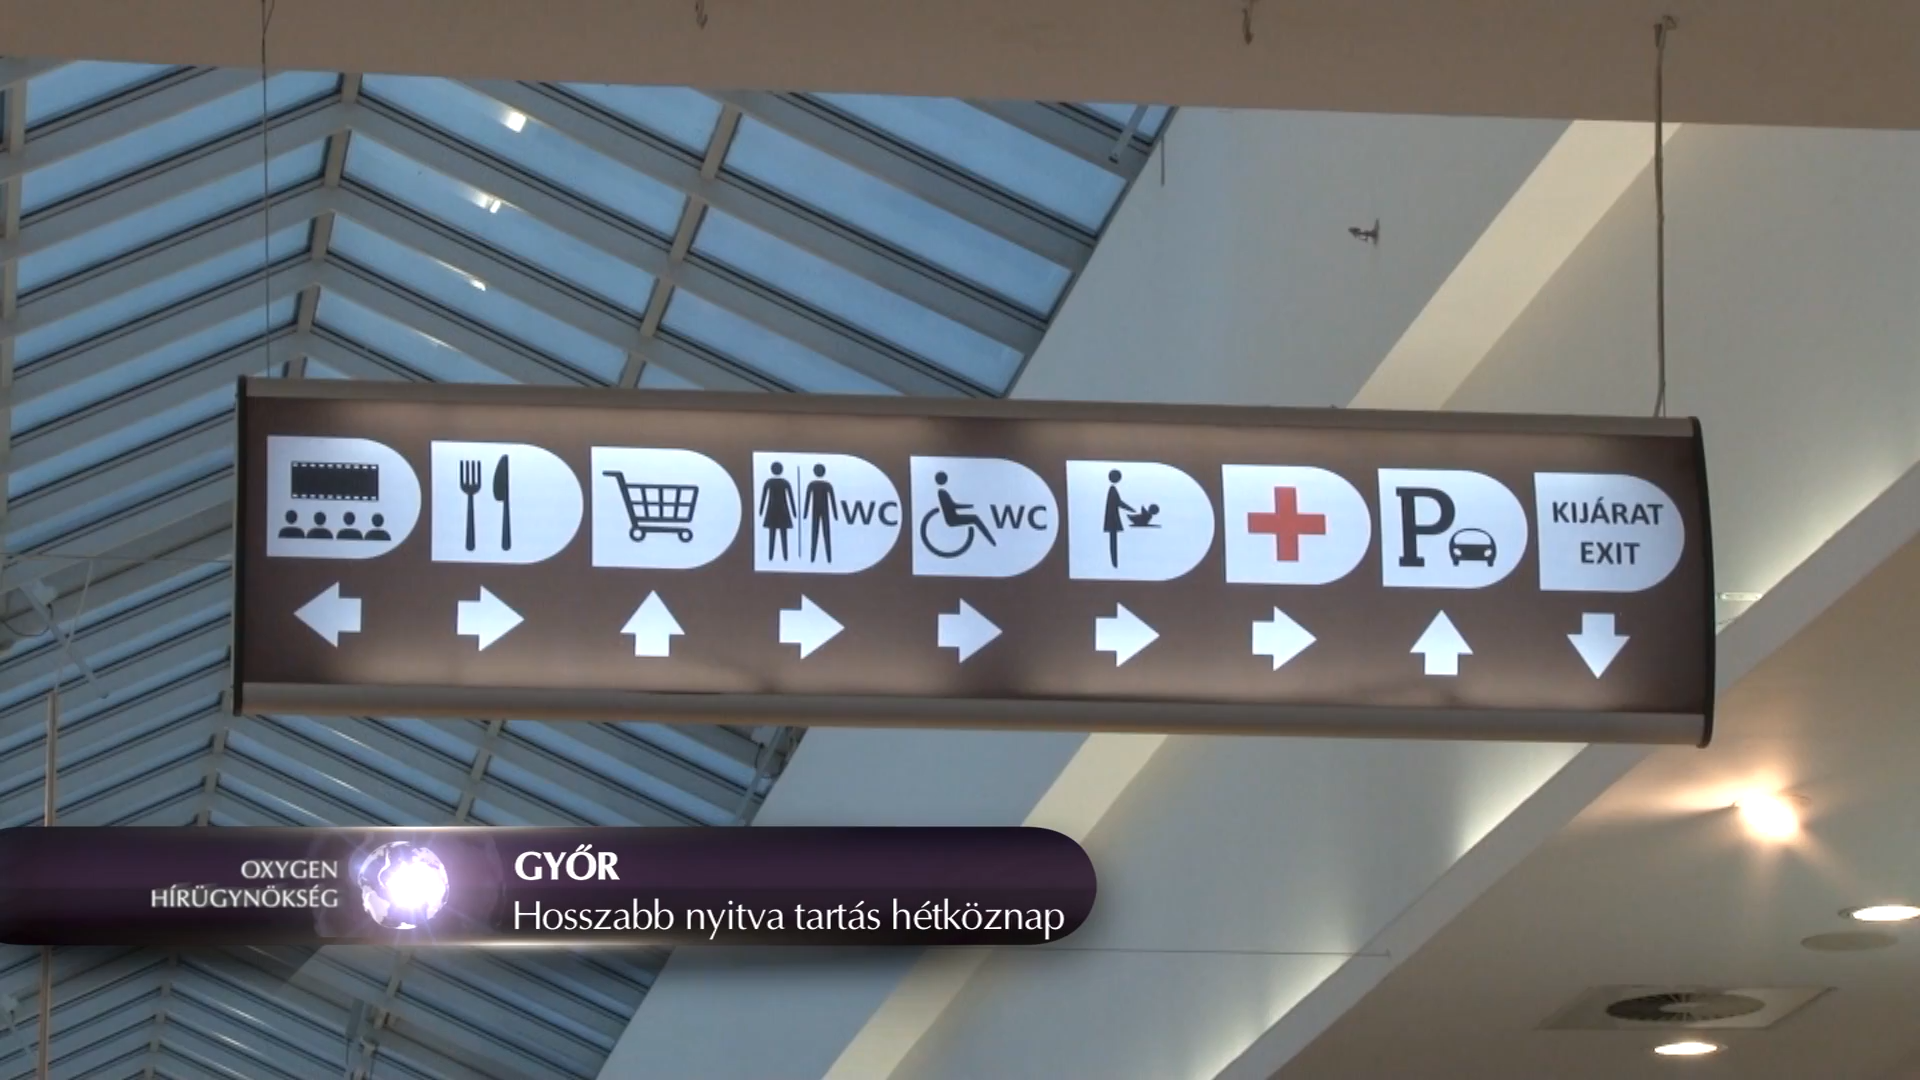 WC
WC
P
KIJÁRAT
EXIT
OXYGEN
HÍRÜGYNÖKSÉG
GYŐR
Hosszabb nyitva tartás hétköznap